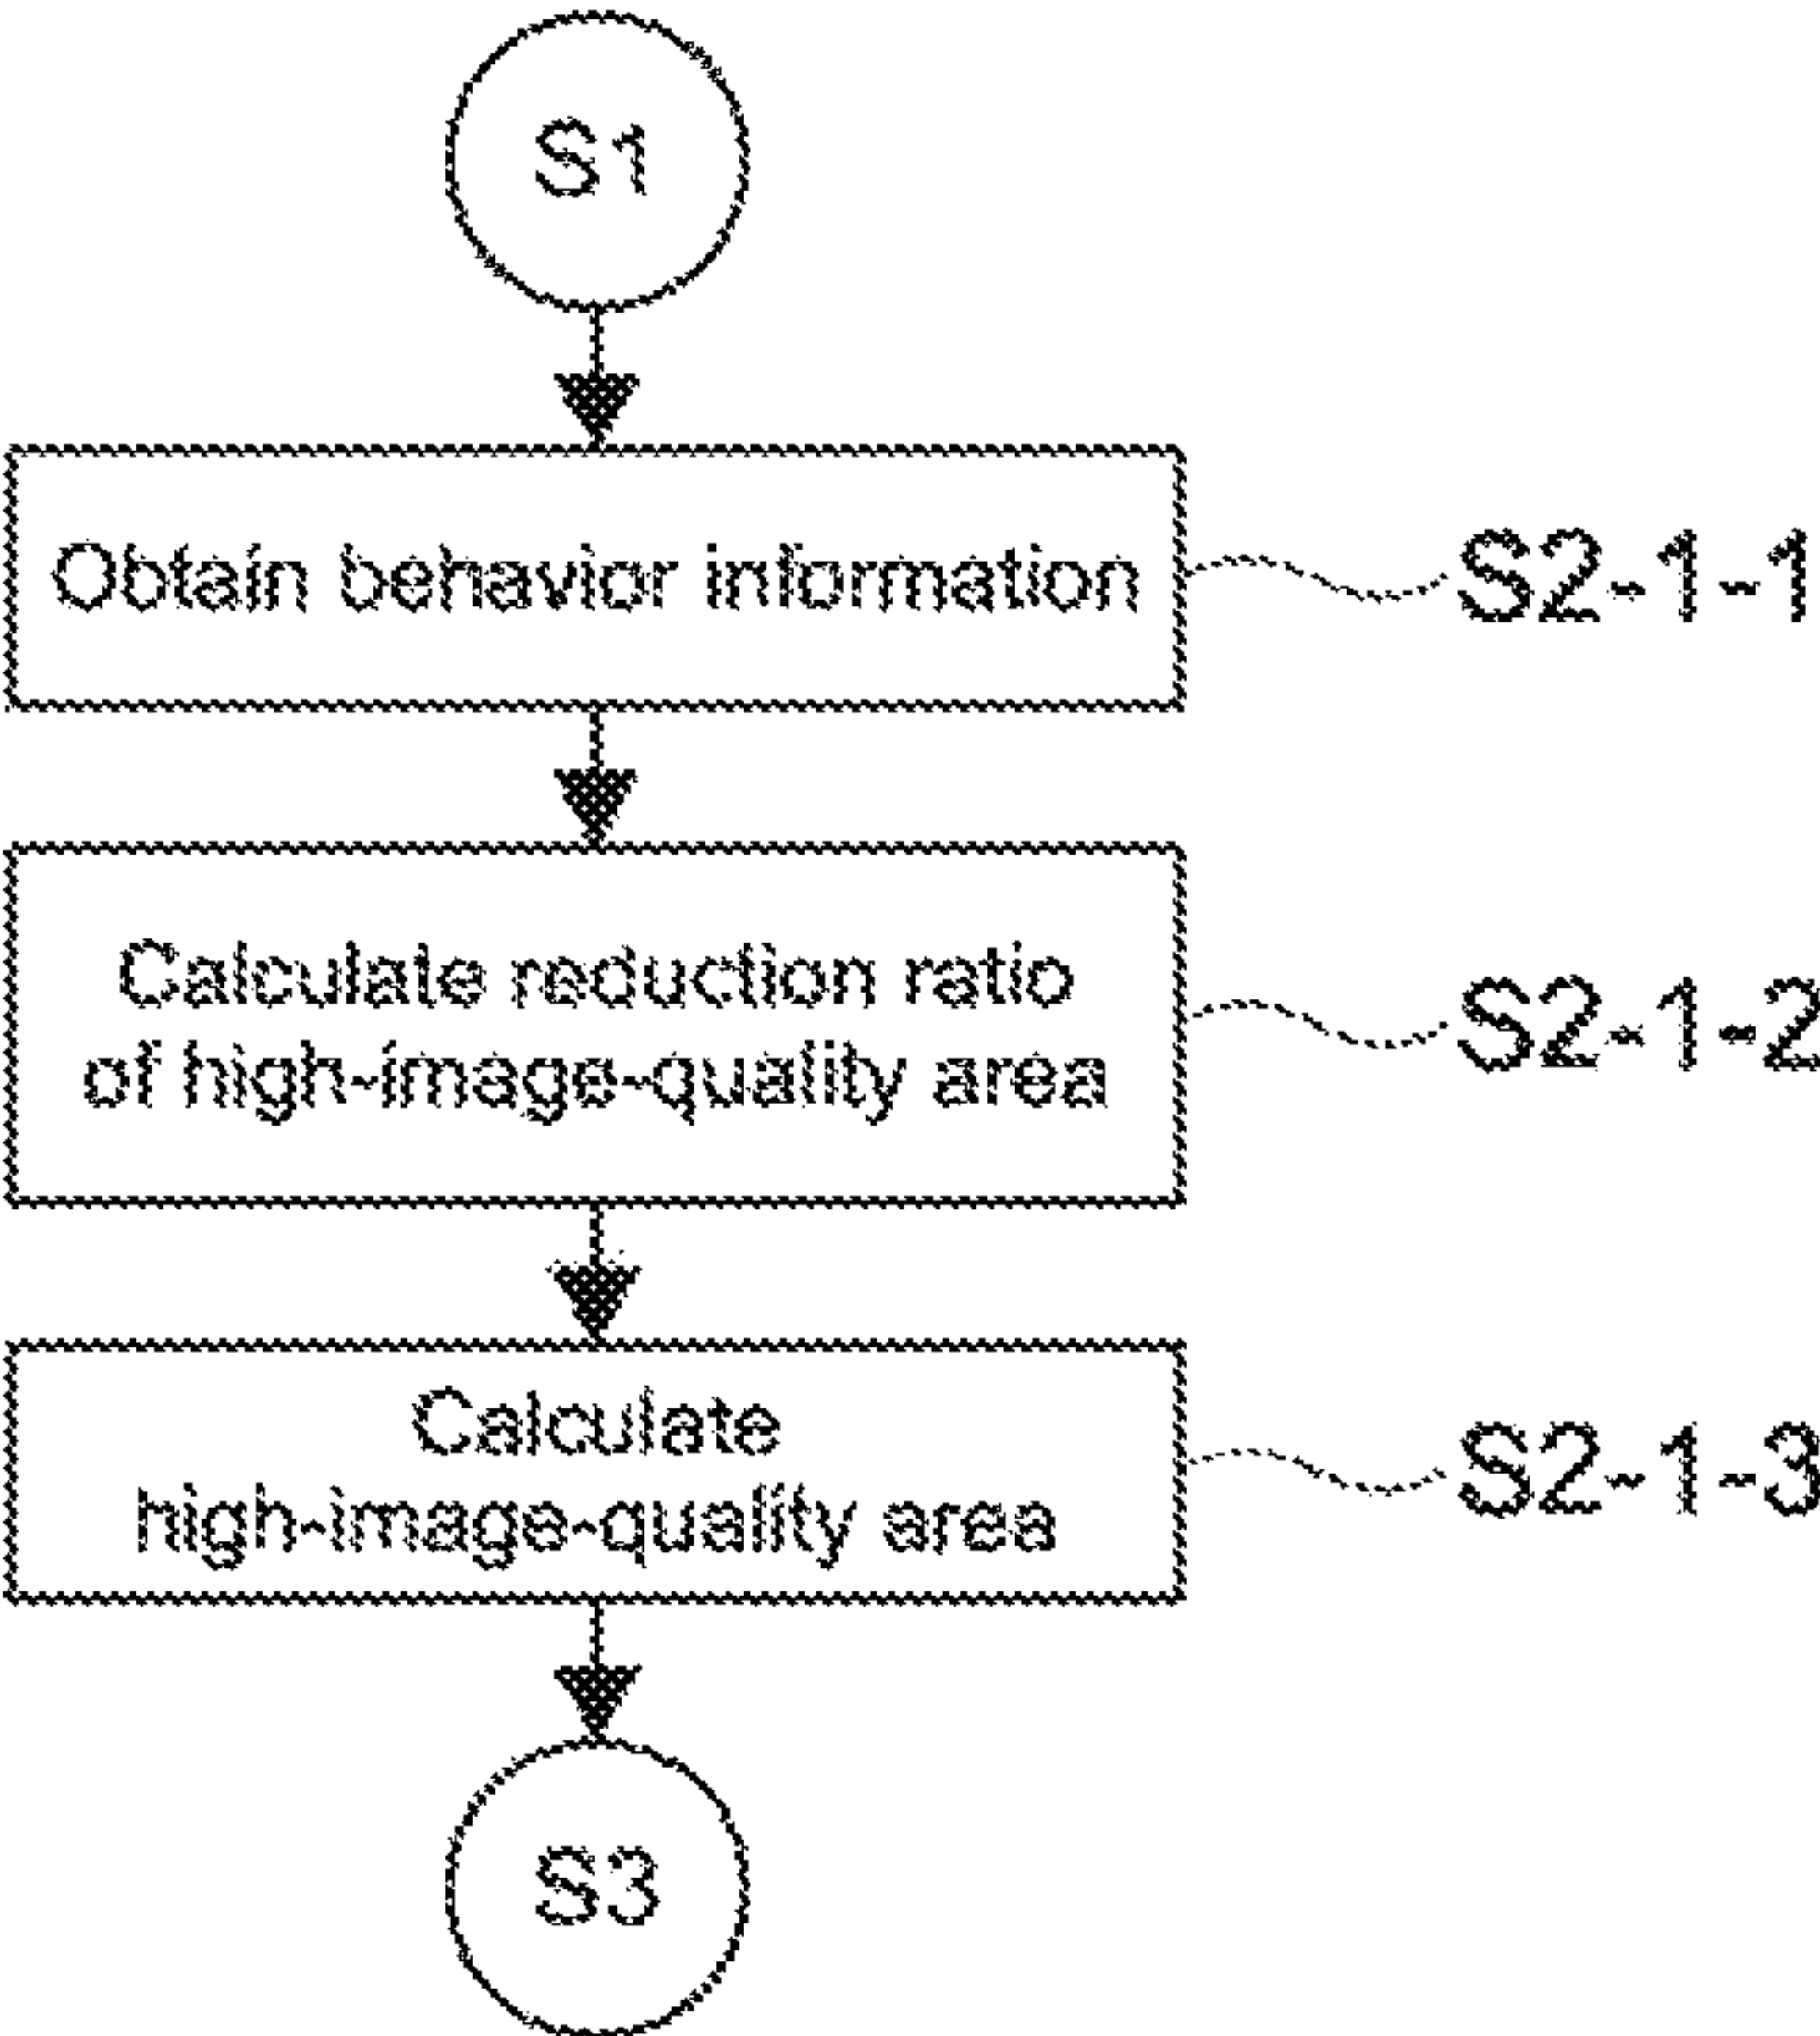 S1
Obtain behavior information
S2-1-1
Calculate reduction ratio
of high-image-quality area
S2-1-2
Calculate
high-image-quality area
S2-1-3
S3